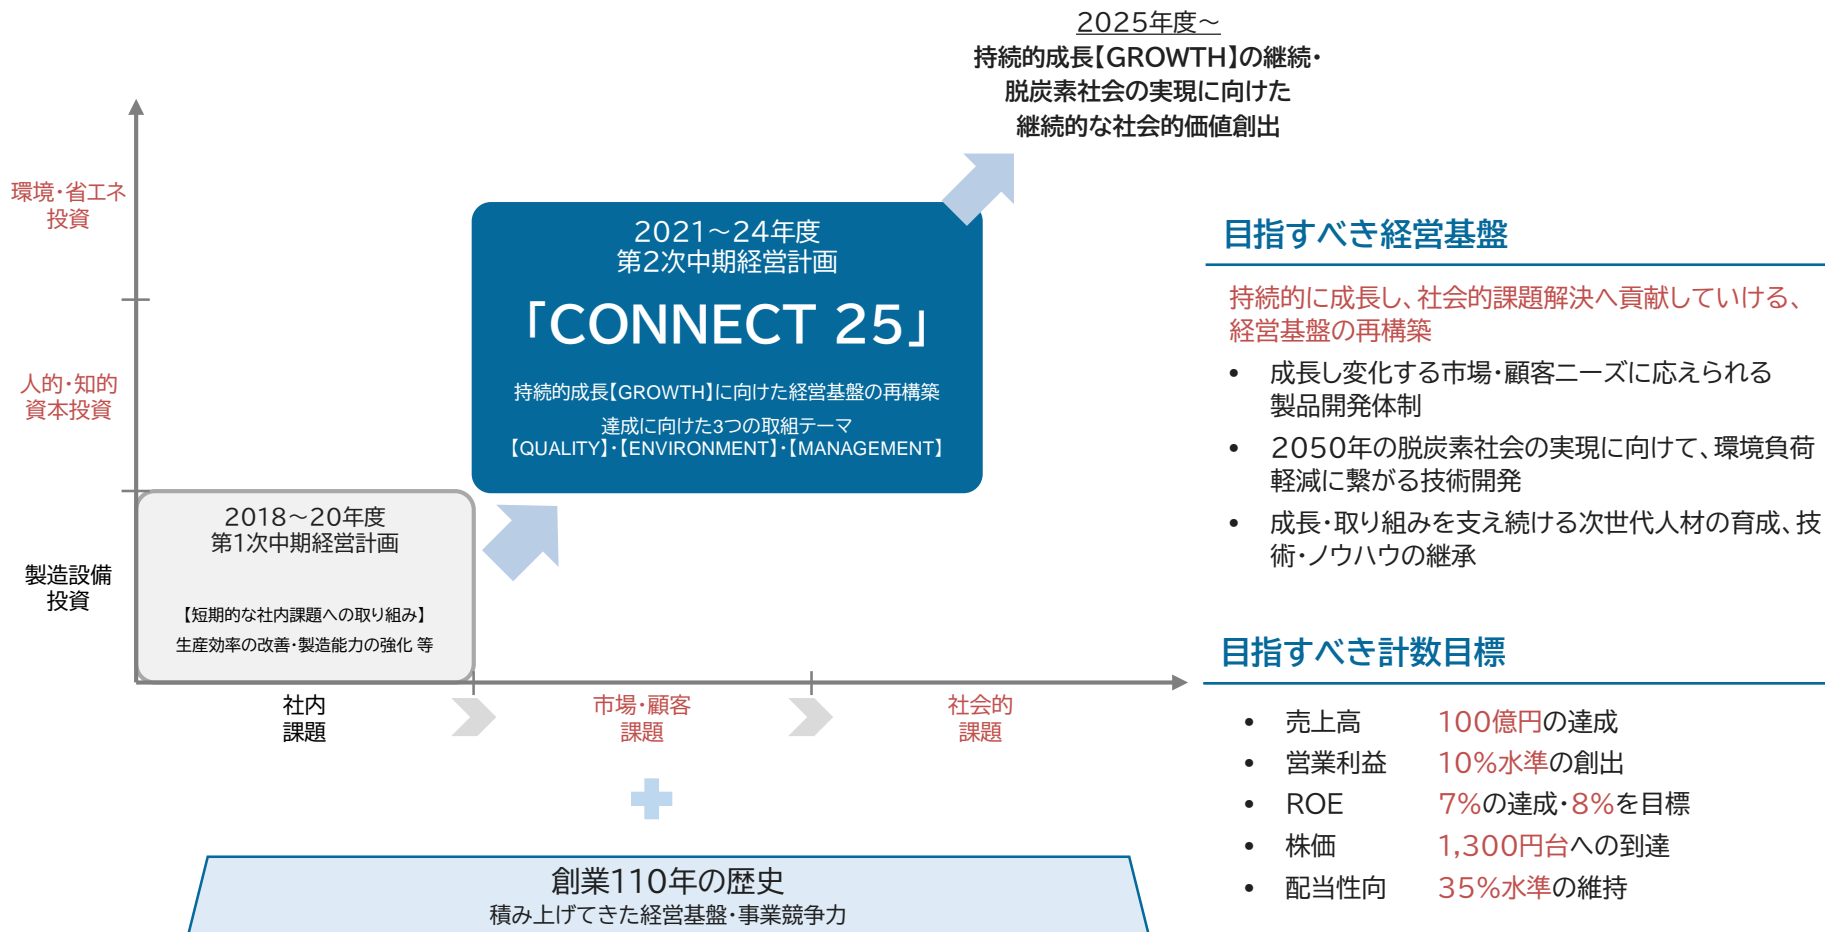 2025年度～
持続的成長【GROWTH】の継続・
脱炭素社会の実現に向けた
継続的な社会的価値創出
環境・省エネ
投資
人的・知的
資本投資
製造設備
投資
2021～24年度
第2次中期経営計画
「CONNECT 25」
持続的成長【GROWTH】に向けた経営基盤の再構築
達成に向けた3つの取組テーマ
【QUALITY】・【ENVIRONMENT】・【MANAGEMENT】
2018～20年度
第1次中期経営計画
【短期的な社内課題への取り組み】
生産効率の改善・製造能力の強化 等
社内
課題
市場・顧客
課題
社会的
課題
創業110年の歴史
積み上げてきた経営基盤・事業競争力
目指すべき経営基盤
持続的に成長し、社会的課題解決へ貢献していける、
経営基盤の再構築
• 成長し変化する市場・顧客ニーズに応えられる
製品開発体制
• 2050年の脱炭素社会の実現に向けて、環境負荷
軽減に繋がる技術開発
• 成長・取り組みを支え続ける次世代人材の育成、技
術・ノウハウの継承
目指すべき計数目標
• 売上高 100億円の達成
• 営業利益 10%水準の創出
• ROE 7%の達成・8%を目標
• 株価 1,300円台への到達
• 配当性向 35%水準の維持